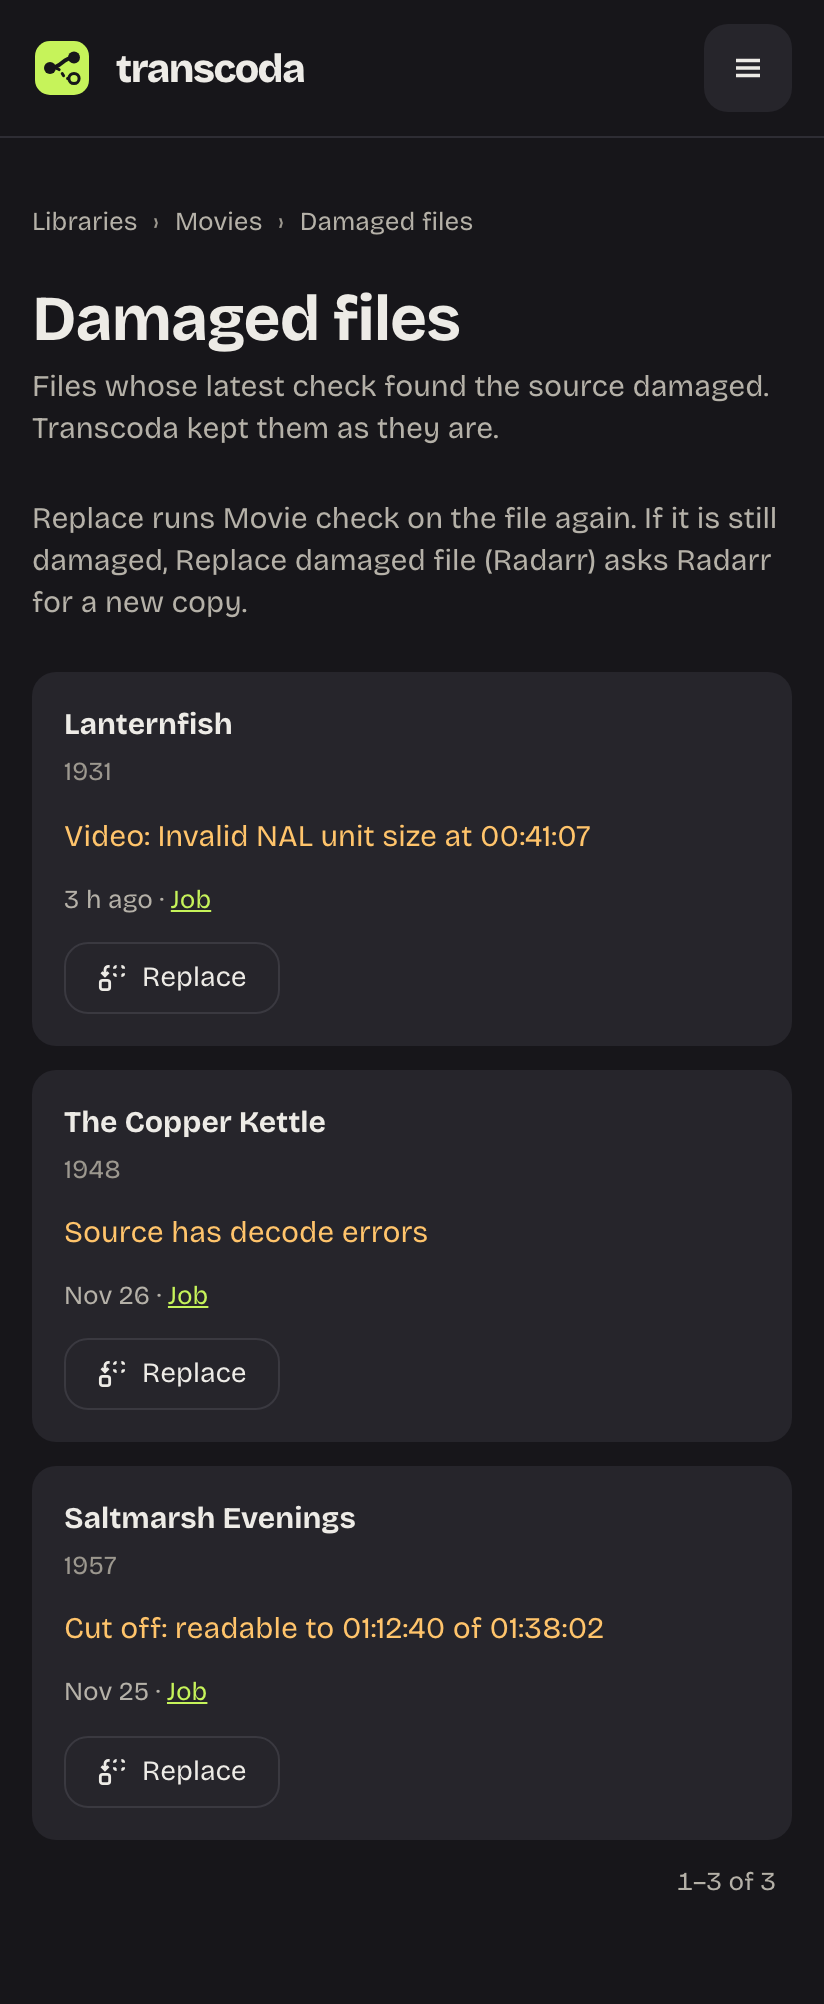 transcoda
Libraries › Movies › Damaged files
Damaged files
Files whose latest check found the source damaged.
Transcoda kept them as they are.
Replace runs Movie check on the file again. If it is still
damaged, Replace damaged file (Radarr) asks Radarr
for a new copy.
Lanternfish
1931
Video: Invalid NAL unit size at 00:41:07
3 h ago · Job
Replace
The Copper Kettle
1948
Source has decode errors
Nov 26 · Job
Replace
Saltmarsh Evenings
1957
Cut off: readable to 01:12:40 of 01:38:02
Nov 25 · Job
Replace
1–3 of 3